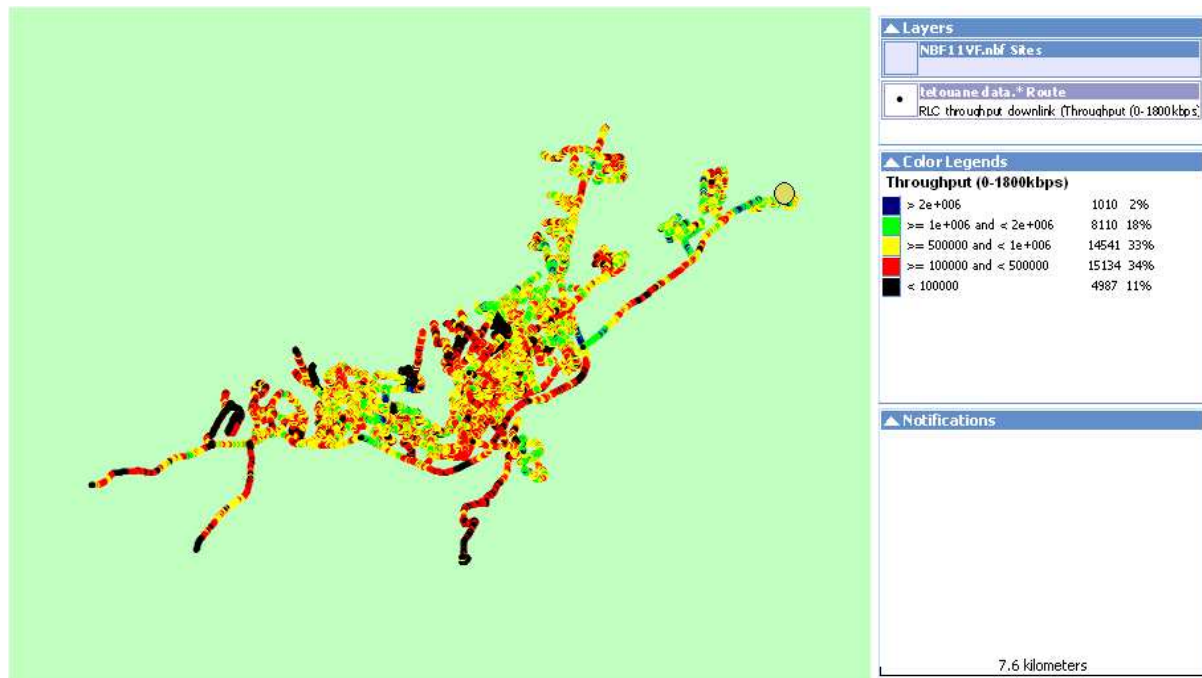 Layers
NBF11VF.nbf Sites
tetouane data.* Route
RLC throughput downlink (Throughput (0-1800kbps)
Color Legends
Throughput (0-1800kbps)
> 2e+006 1010 2%
>= 1e+006 and < 2e+006 8110 18%
>= 500000 and < 1e+006 14541 33%
>= 100000 and < 500000 15134 34%
< 100000 4987 11%
Notifications
7.6 kilometers